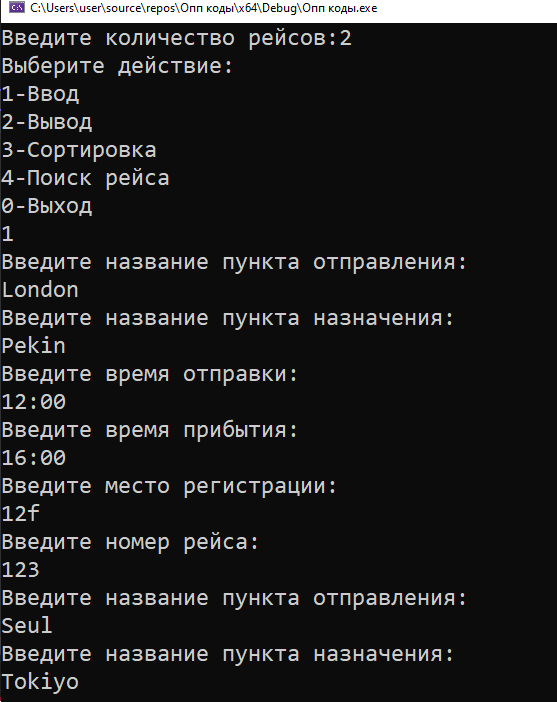 C:\Users\user\source\repos\Опп коды\x64\Debug\Опп коды.exe
Введите количество рейсов:2
Выберите действие:
1-Ввод
2-Вывод
3-Сортировка
4-Поиск рейса
0-Выход
1
Введите название пункта отправления:
London
Введите название пункта назначения:
Pekin
Введите время отправки:
12:00
Введите время прибытия:
16:00
Введите место регистрации:
12f
Введите номер рейса:
123
Введите название пункта отправления:
Seul
Введите название пункта назначения:
Tokiyo